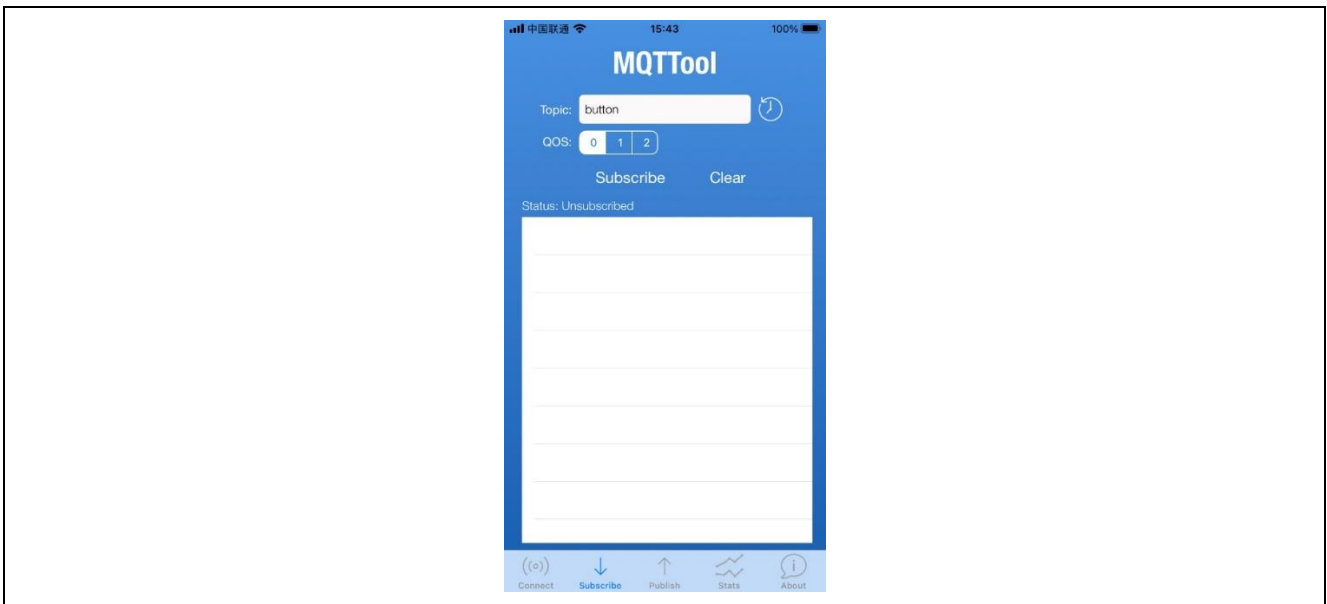 中国联通 15:43 100%
MQTTool
Topic: button
QOS: 0 1 2
Subscribe Clear
Status: Unsubscribed
Connect Subscribe Publish Stats About